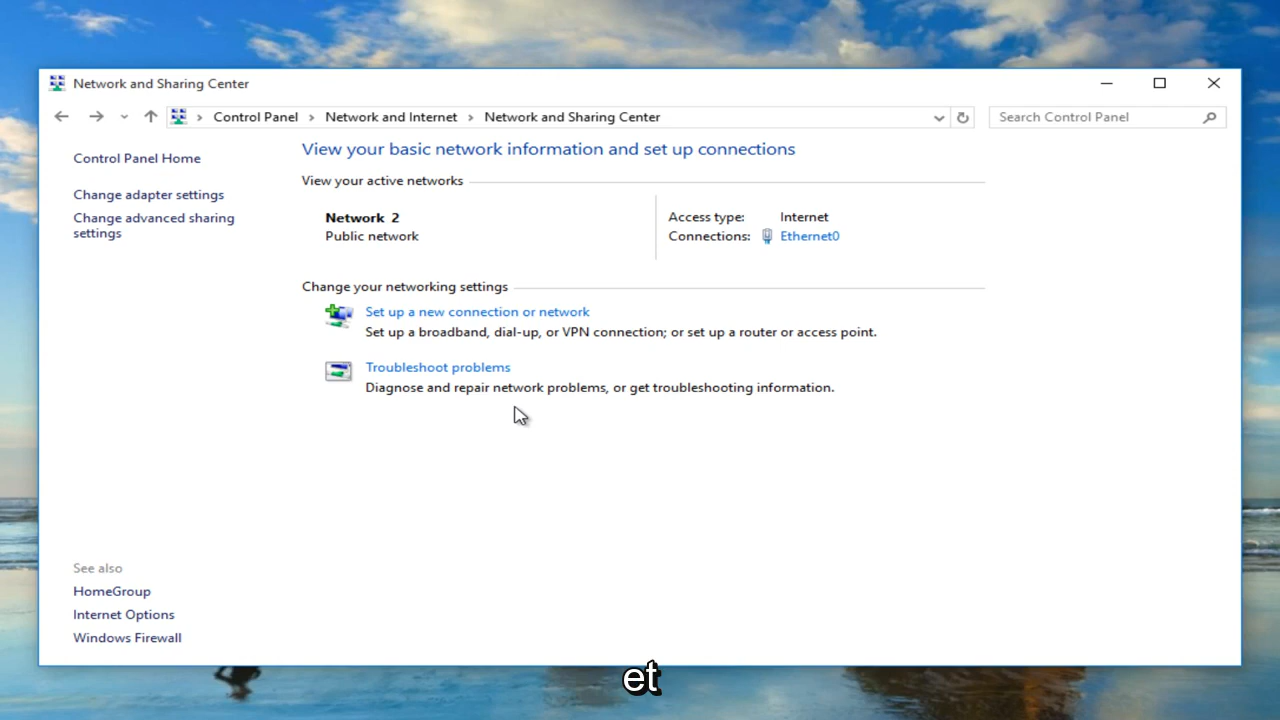 Network and Sharing Center
Control Panel > Network and Internet > Network and Sharing Center
Search Control Panel
Control Panel Home
Change adapter settings
Change advanced sharing
settings
View your basic network information and set up connections
View your active networks
Network 2
Public network
Access type: Internet
Connections: Ethernet0
Change your networking settings
Set up a new connection or network
Set up a broadband, dial-up, or VPN connection; or set up a router or access point.
Troubleshoot problems
Diagnose and repair network problems, or get troubleshooting information.
See also
HomeGroup
Internet Options
Windows Firewall
et